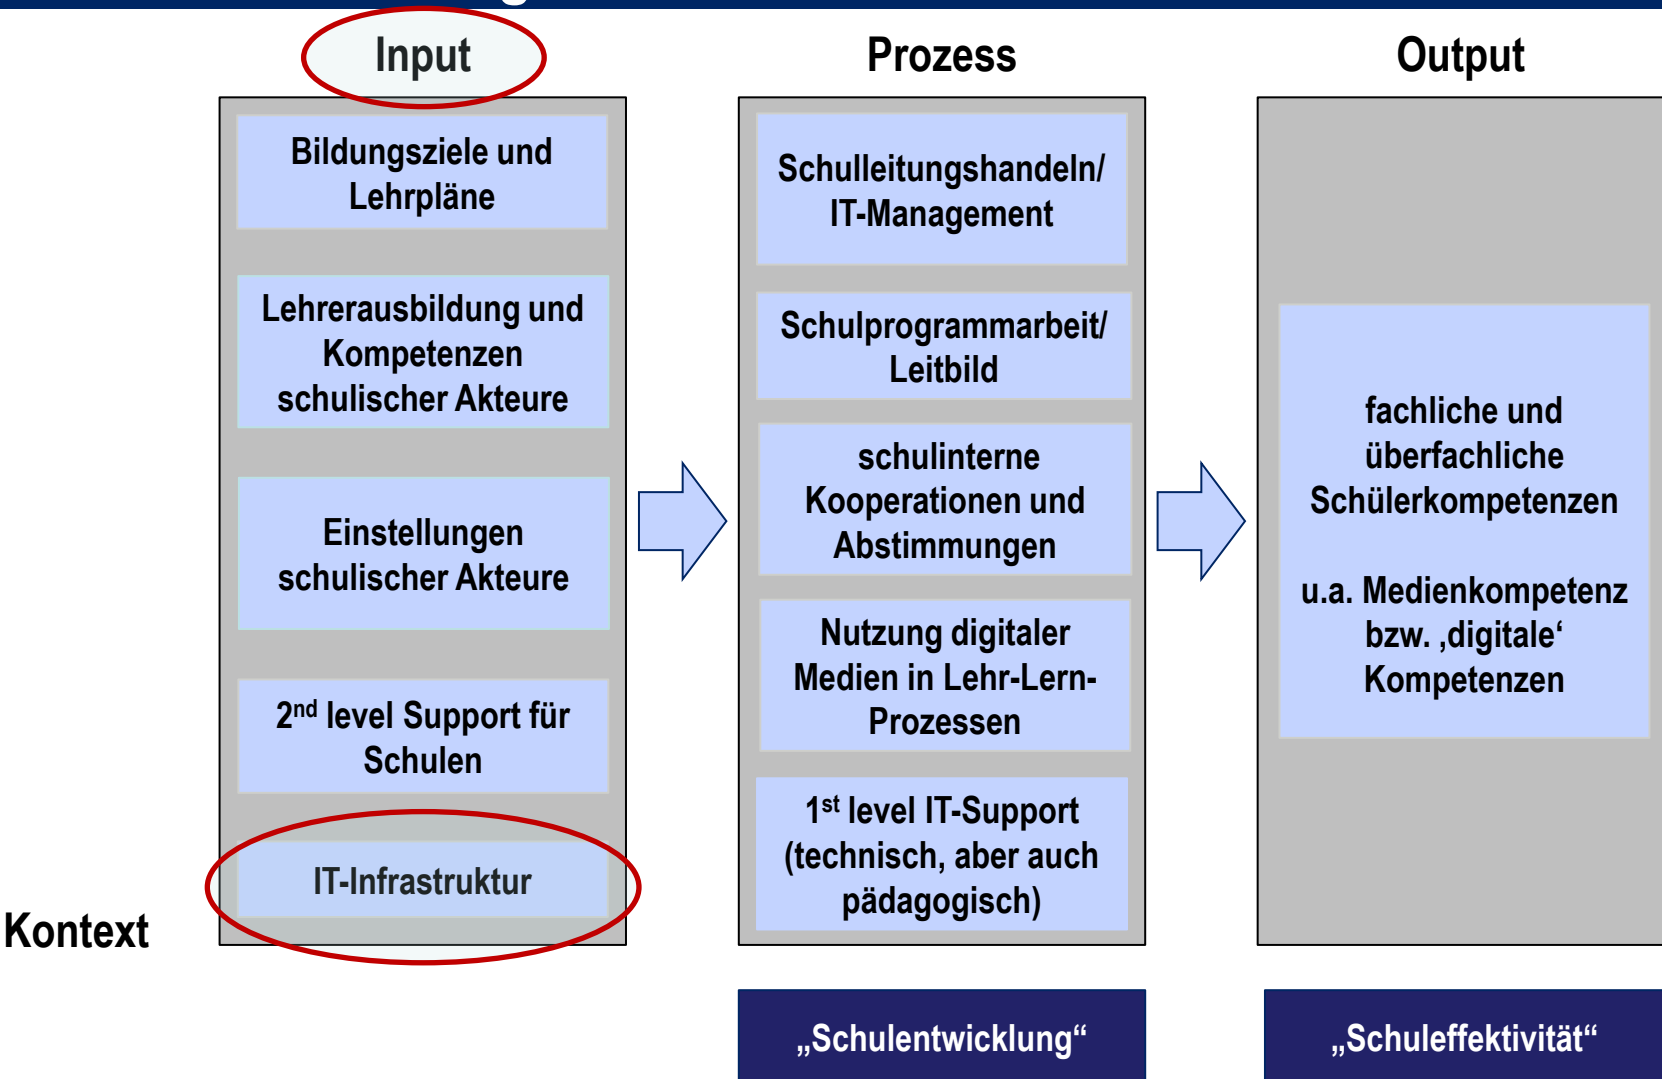 Input
Bildungsziele und
Lehrpläne
Lehrerausbildung und
Kompetenzen
schulischer Akteure
Einstellungen
schulischer Akteure
2nd level Support für
Schulen
IT-Infrastruktur
Kontext
Prozess
Schulleitungshandeln/
IT-Management
Schulprogrammarbeit/
Leitbild
schulinterne
Kooperationen und
Abstimmungen
Nutzung digitaler
Medien in Lehr-Lern-
Prozessen
1st level IT-Support
(technisch, aber auch
pädagogisch)
„Schulentwicklung“
Output
fachliche und
überfachliche
Schülerkompetenzen
u.a. Medienkompetenz
bzw. ‚digitale‘
Kompetenzen
„Schuleffektivität“